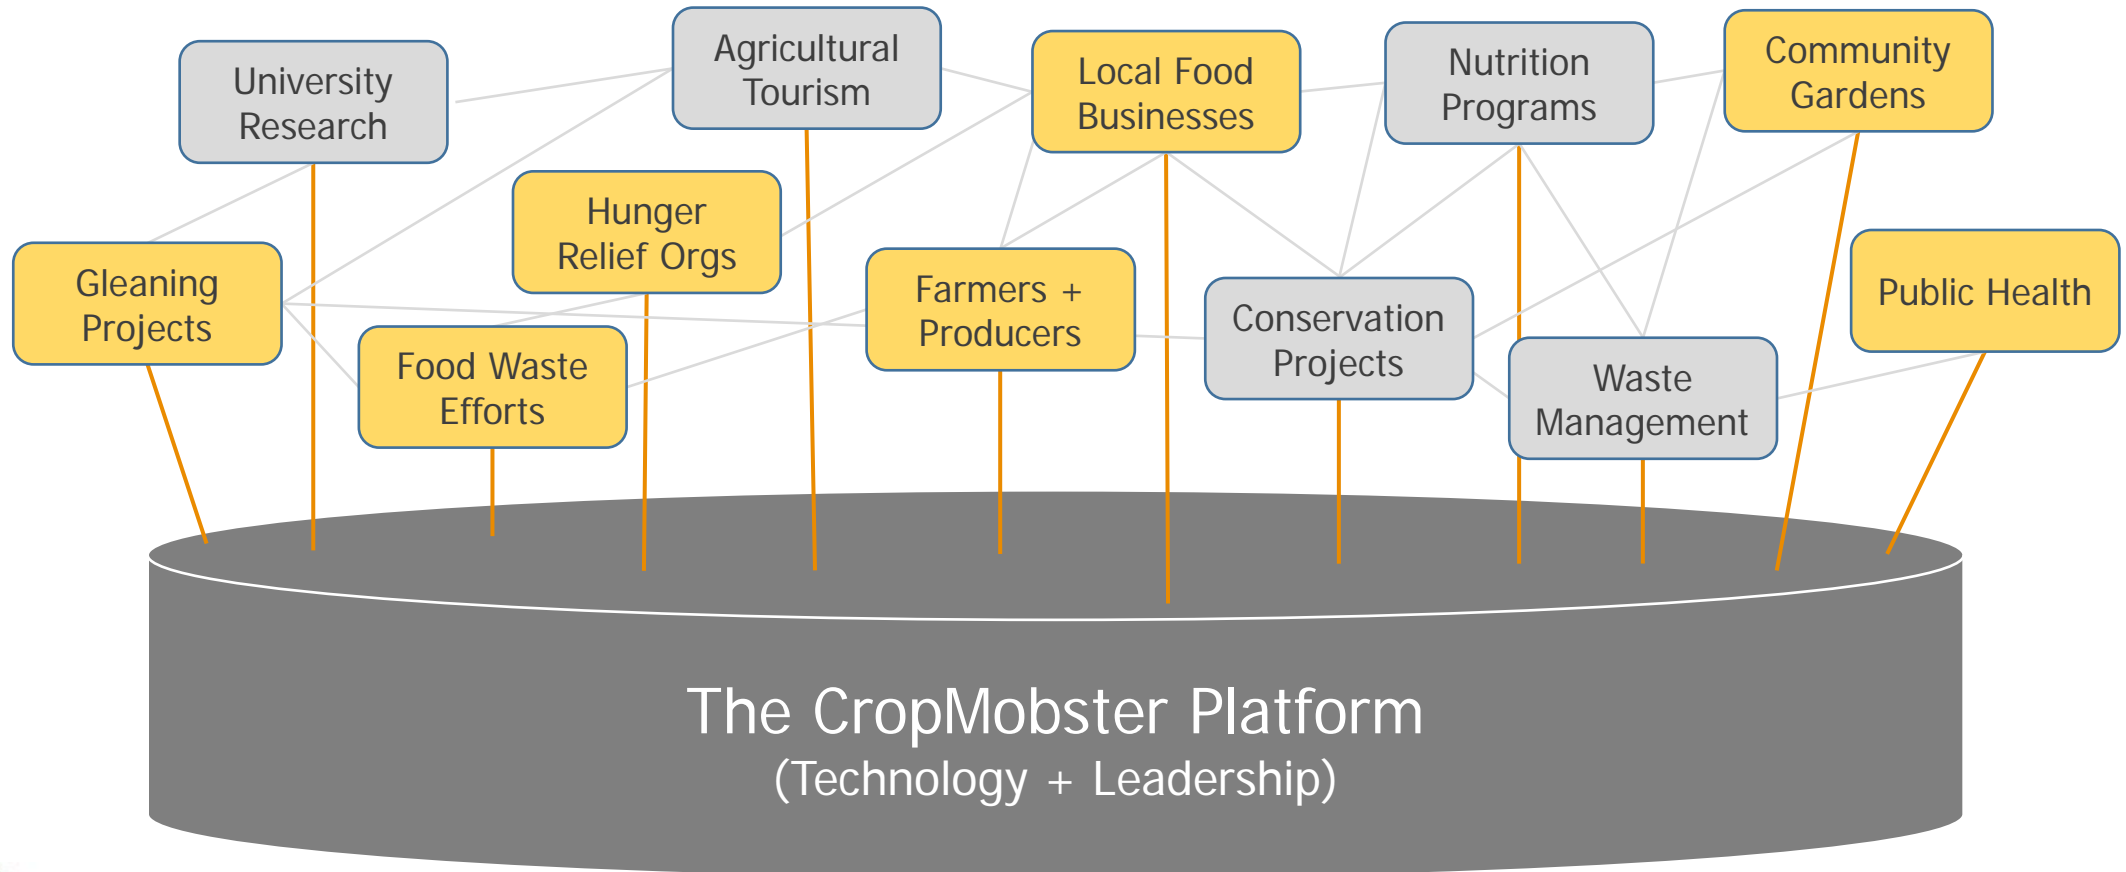 University
Research
Agricultural
Tourism
Local Food
Businesses
Nutrition
Programs
Community
Gardens
Gleaning
Projects
Hunger
Relief Orgs
Food Waste
Efforts
Farmers +
Producers
Conservation
Projects
Waste
Management
Public Health
The CropMobster Platform
(Technology + Leadership)